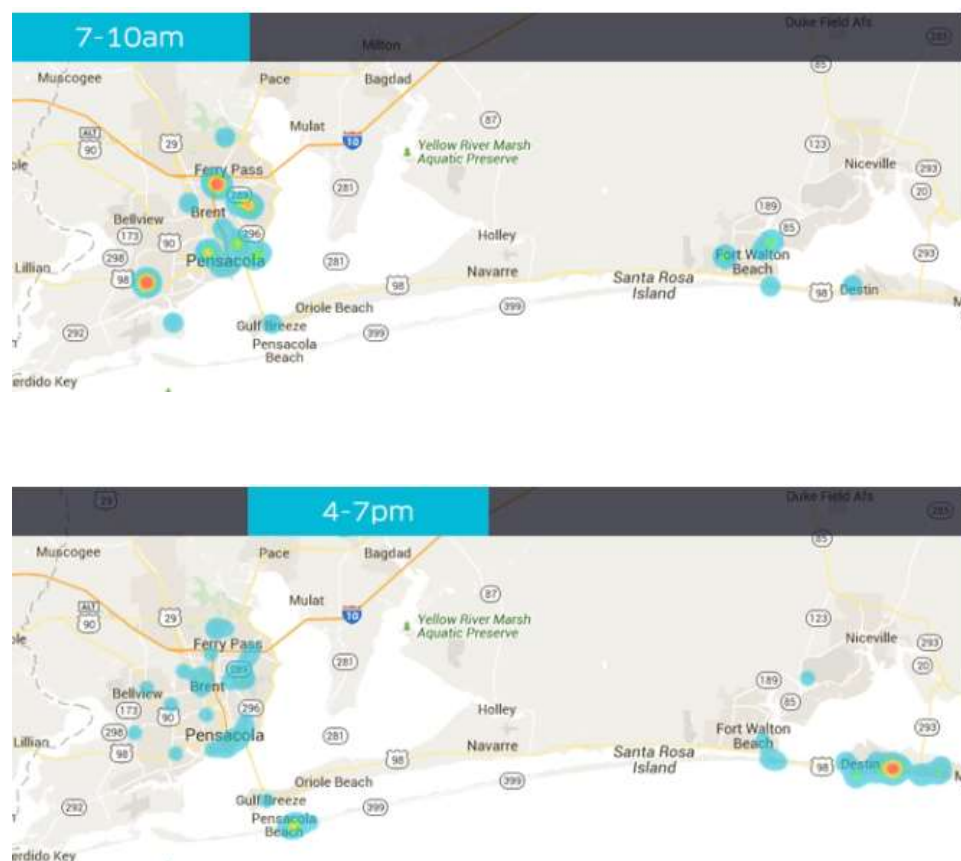 7-10am
Duke Field Afs
285
Milton
85
Muscogee
Pace
Bagdad
ALT
90
29
Mulat
10
87
Yellow River Marsh
Aquatic Preserve
123
Niceville
293
20
ole
Ferry Pass
281
289
Brent
Bellview
173
90
296
189
85
Holley
Lillian
298
Pensacola
281
Fort Walton
Beach
293
98
Navarre
98
Santa Rosa
Island
98
Destin
M
Oriole Beach
399
292
Gulf Breeze
399
Pensacola
Beach
erdido Key
4-7pm
29
Duke Field Afs
285
85
Muscogee
Pace
Bagdad
ALT
90
29
Mulat
10
87
Yellow River Marsh
Aquatic Preserve
123
Niceville
293
20
ole
Ferry Pass
281
289
Brent
Bellview
173
90
296
189
85
Holley
Lillian
298
Pensacola
281
Fort Walton
Beach
293
98
Navarre
98
Santa Rosa
Island
98
Destin
M
Oriole Beach
399
292
Gulf Breeze
399
Pensacola
Beach
erdido Key